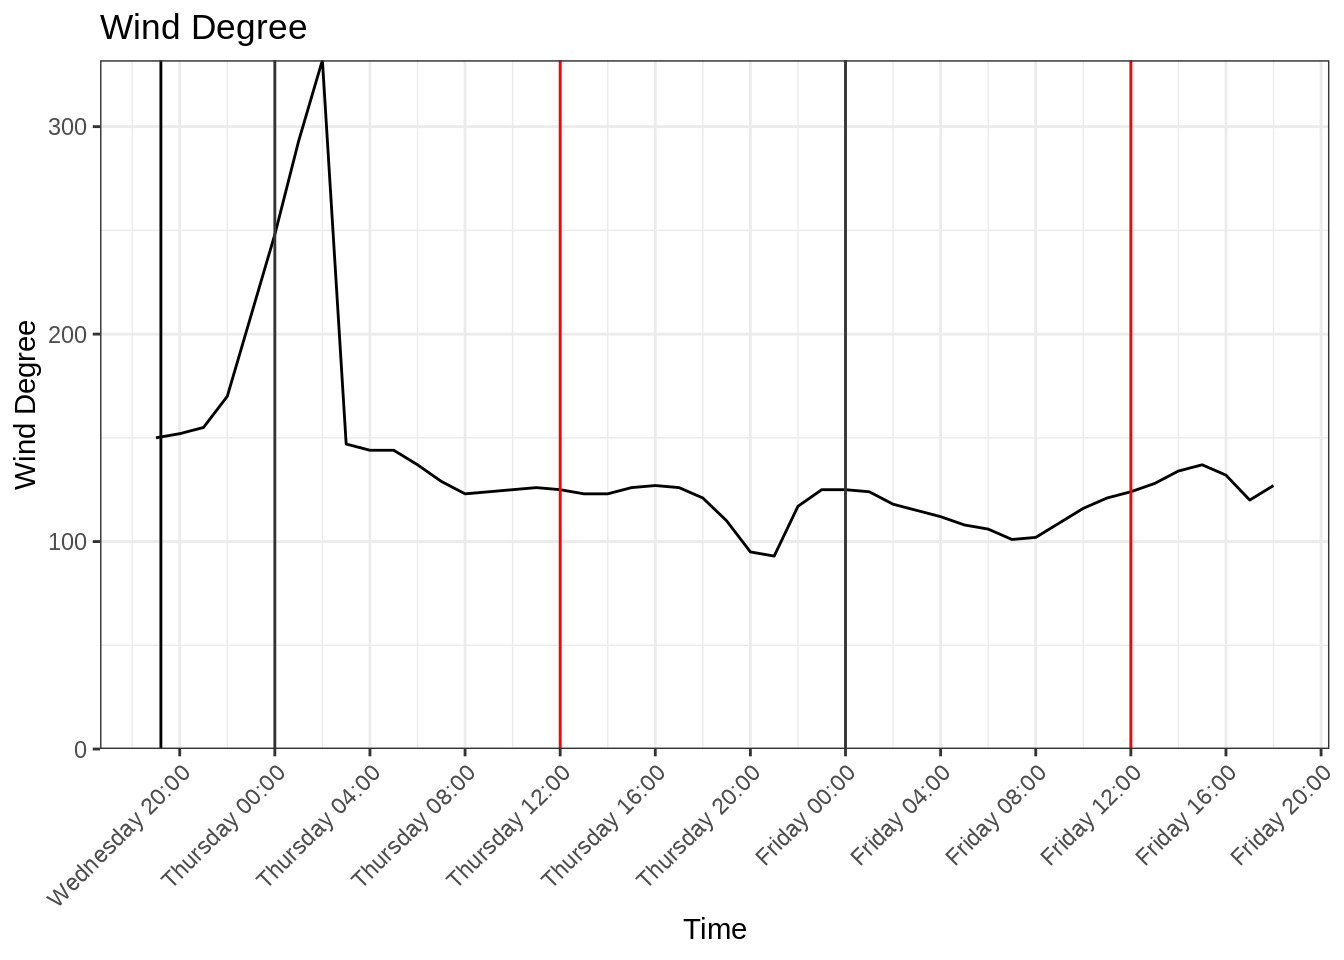 Wind Degree
Wind Degree
300
200
100
0
Wednesday 20:00
Thursday 00:00
Thursday 04:00
Thursday 08:00
Thursday 12:00
Thursday 16:00
Thursday 20:00
Friday 00:00
Friday 04:00
Friday 08:00
Friday 12:00
Friday 16:00
Friday 20:00
Time